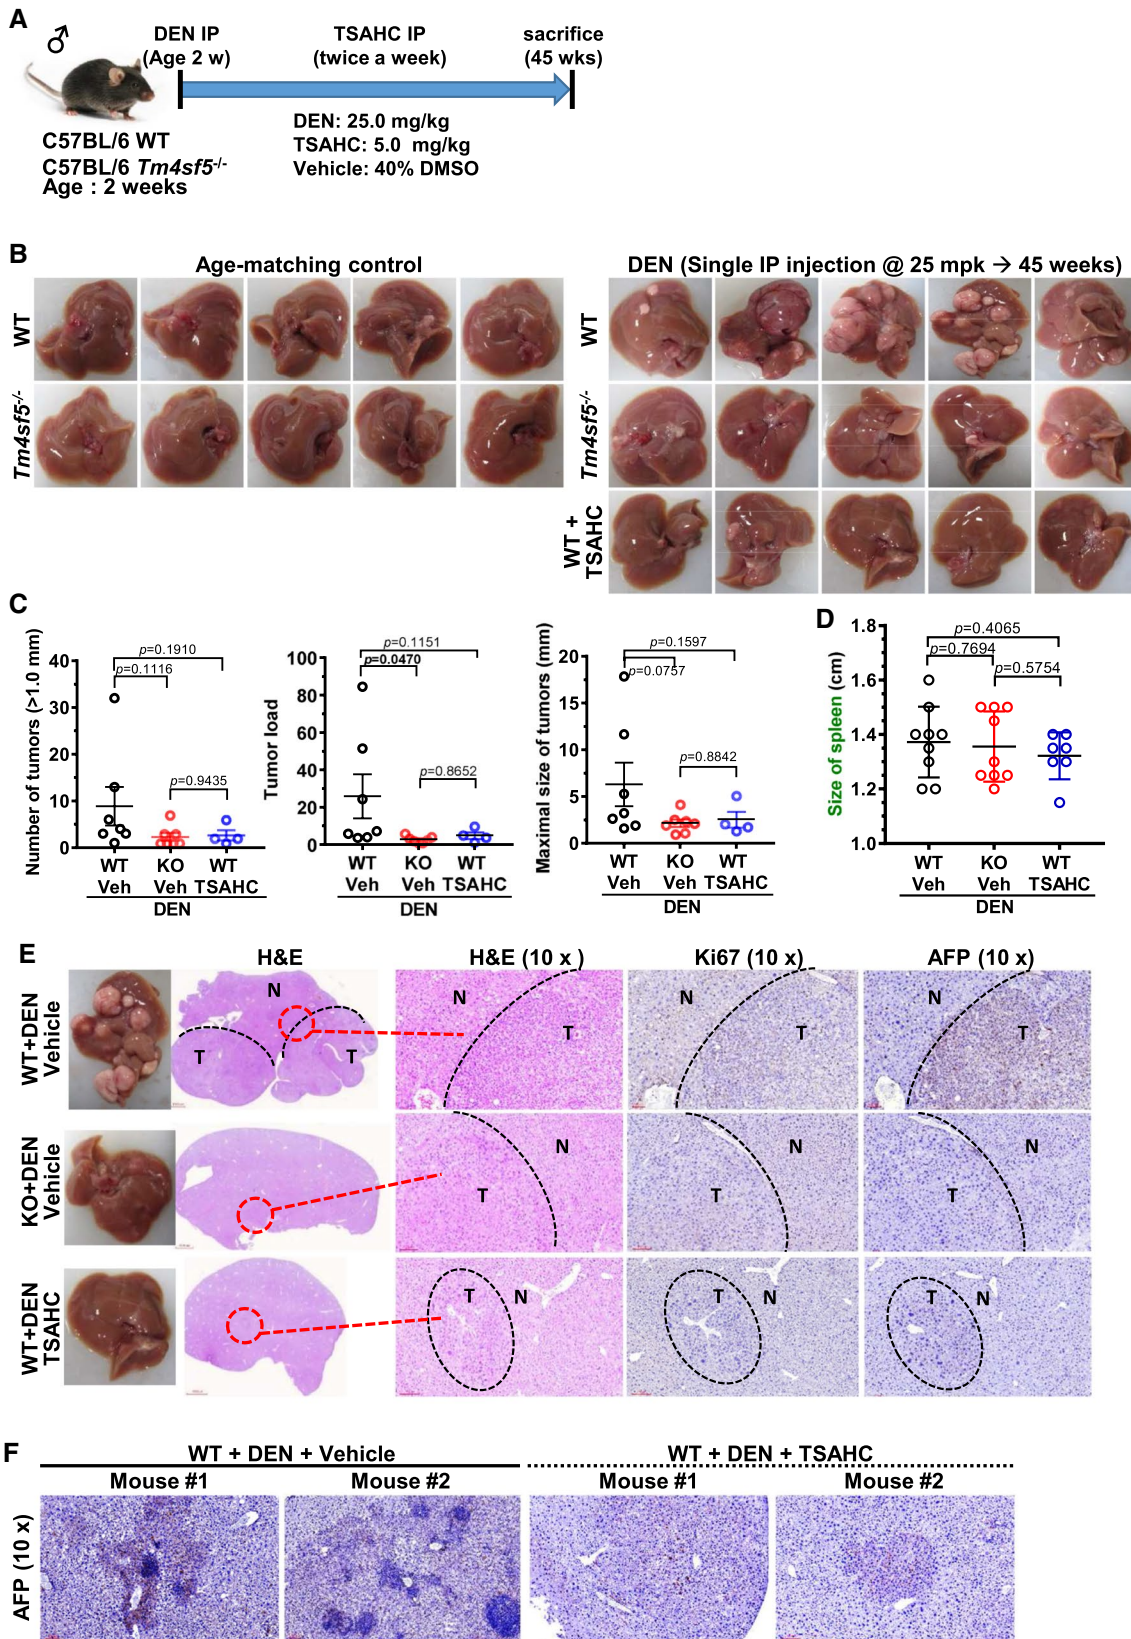 A
♂
DEN IP
(Age 2 w)
TSAHC IP
(twice a week)
sacrifice
(45 wks)
DEN: 25.0 mg/kg
TSAHC: 5.0 mg/kg
Vehicle: 40% DMSO
C57BL/6 WT
C57BL/6 Tm4sf5-/-
Age : 2 weeks
B
Age-matching control
DEN (Single IP injection @ 25 mpk → 45 weeks)
WT
Tm4sf5-/-
WT
Tm4sf5-/-
WT +
TSAHC
C
Number of tumors (>1.0 mm)
40
30
20
10
0
p=0.1910
p=0.1116
p=0.9435
WT
Veh
KO
Veh
WT
TSAHC
DEN
Tumor load
100
80
60
40
20
0
p=0.1151
p=0.0470
p=0.8652
WT
Veh
KO
Veh
WT
TSAHC
DEN
Maximal size of tumors (mm)
20
15
10
5
0
p=0.1597
p=0.0757
p=0.8842
WT
Veh
KO
Veh
WT
TSAHC
DEN
D
Size of spleen (cm)
1.8
1.6
1.4
1.2
1.0
p=0.4065
p=0.7694
p=0.5754
WT
Veh
KO
Veh
WT
TSAHC
DEN
E
H&E
H&E (10 x )
Ki67 (10 x)
AFP (10 x)
WT+DEN
Vehicle
N
T
T
N
T
N
T
N
T
KO+DEN
Vehicle
N
T
N
T
N
T
WT+DEN
TSAHC
T
N
T
N
T
N
F
WT + DEN + Vehicle
WT + DEN + TSAHC
Mouse #1
Mouse #2
Mouse #1
Mouse #2
AFP (10 x)